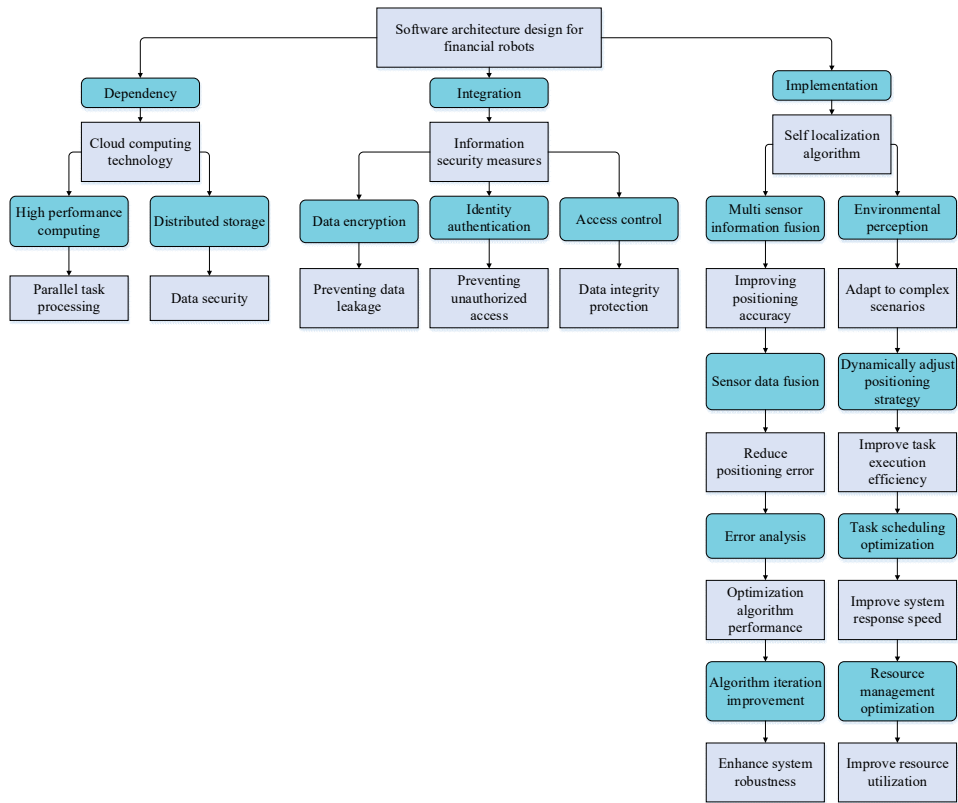 Software architecture design for
financial robots
Dependency
Integration
Implementation
Cloud computing
technology
Information
security measures
Self localization
algorithm
High performance
computing
Distributed storage
Data encryption
Identity
authentication
Access control
Multi sensor
information fusion
Environmental
perception
Parallel task
processing
Data security
Preventing data
leakage
Preventing
unauthorized
access
Data integrity
protection
Improving
positioning
accuracy
Adapt to complex
scenarios
Sensor data fusion
Dynamically adjust
positioning
strategy
Reduce
positioning error
Improve task
execution
efficiency
Error analysis
Task scheduling
optimization
Optimization
algorithm
performance
Improve system
response speed
Algorithm iteration
improvement
Resource
management
optimization
Enhance system
robustness
Improve resource
utilization